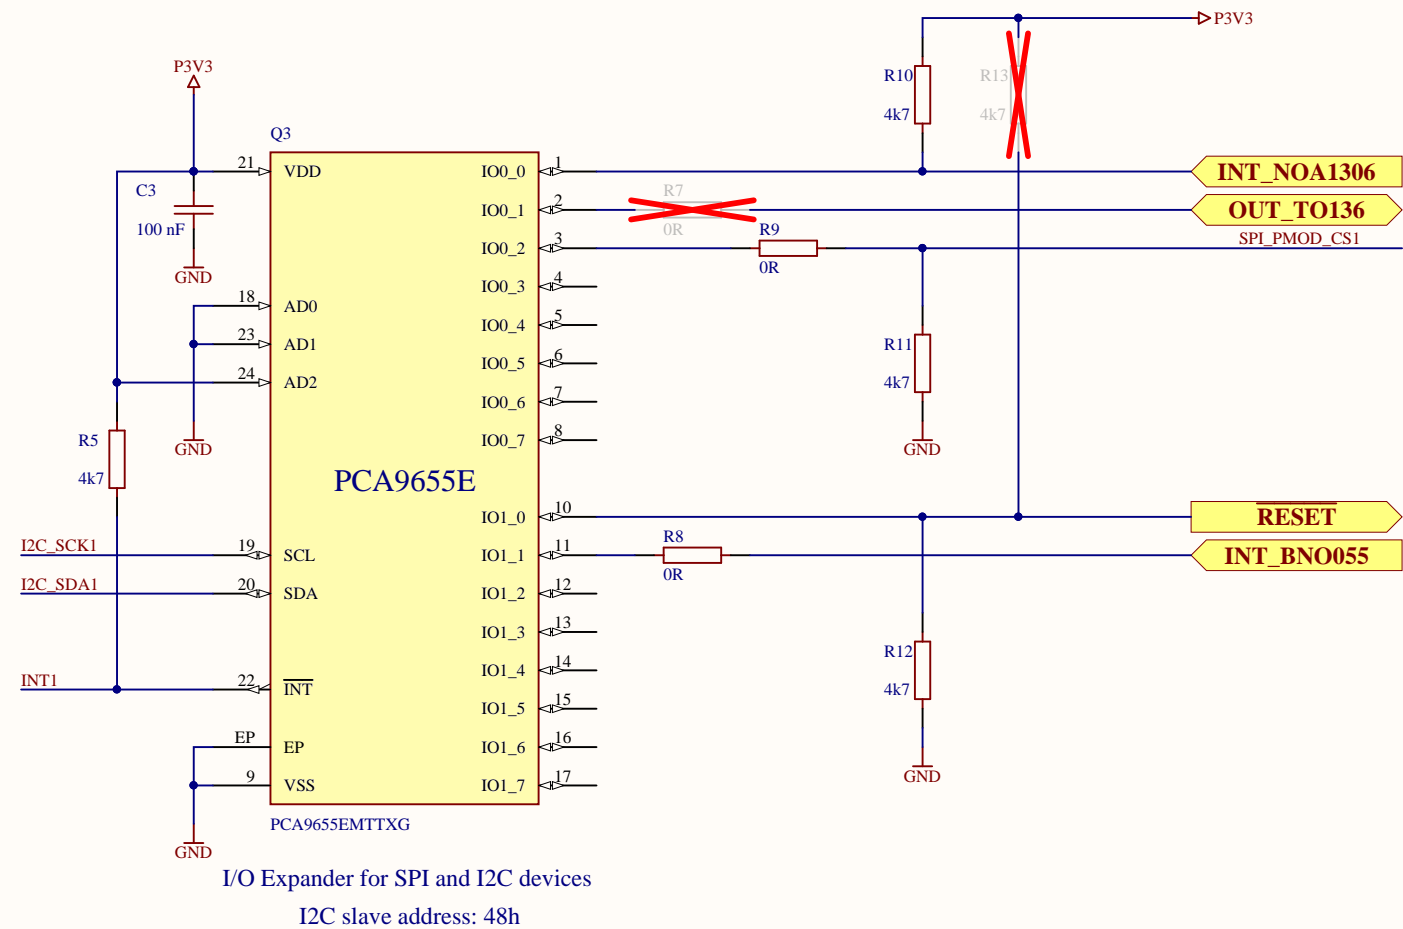 P3V3
R10
4k7
R13
4k7
P3V3
Q3
21
VDD
C3
100 nF
GND
18
AD0
23
AD1
24
AD2
GND
R5
4k7
PCA9655E
I2C_SCK1
19
SCL
I2C_SDA1
20
SDA
INT1
22
INT
EP
EP
9
VSS
GND
PCA9655EMTTXG
IO0_0
1
INT_NOA1306
IO0_1
2
R7
0R
OUT_TO136
IO0_2
3
R9
0R
SPI_PMOD_CS1
IO0_3
4
IO0_4
5
IO0_5
6
IO0_6
7
IO0_7
8
R11
4k7
GND
IO1_0
10
RESET
IO1_1
11
R8
0R
INT_BNO055
IO1_2
12
IO1_3
13
IO1_4
14
IO1_5
15
IO1_6
16
IO1_7
17
R12
4k7
GND
I/O Expander for SPI and I2C devices
I2C slave address: 48h